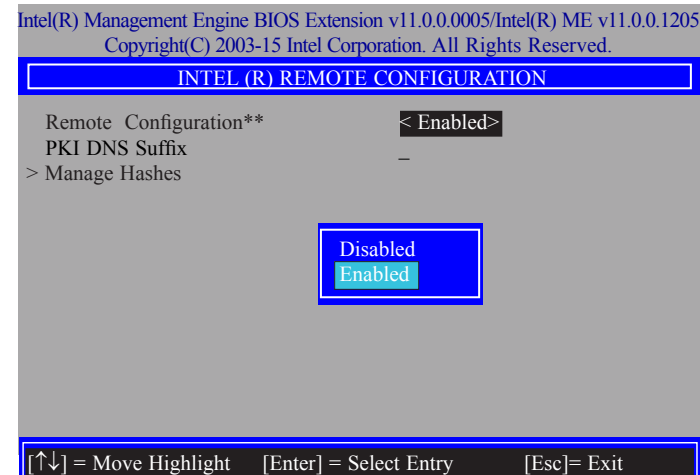 Intel(R) Management Engine BIOS Extension v11.0.0.0005/Intel(R) ME v11.0.0.1205
Copyright(C) 2003-15 Intel Corporation. All Rights Reserved.
INTEL (R) REMOTE CONFIGURATION
Remote Configuration** < Enabled>
PKI DNS Suffix _
> Manage Hashes
Disabled
Enabled
[↑↓] = Move Highlight [Enter] = Select Entry [Esc]= Exit